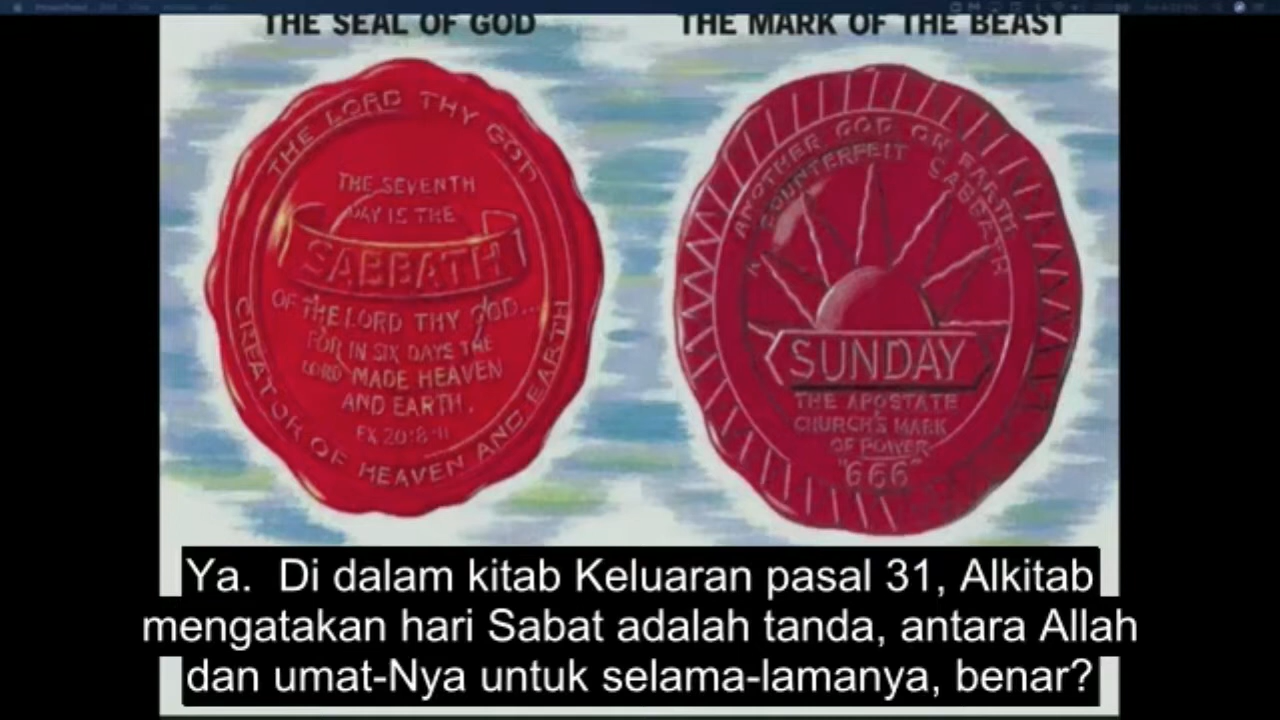 THE SEAL OF GOD
THE MARK OF THE BEAST
THE LORD THY GOD
THE SEVENTH
DAY IS THE
SABBATH
OF THE LORD THY GOD...
FOR IN SIX DAYS THE
LORD MADE HEAVEN
AND EARTH.
EX 20:8-11
CREATOR OF HEAVEN AND EARTH
ANOTHER GOD ON EARTH
A COUNTERFEIT SABBATH
SUNDAY
THE APOSTATE
CHURCH'S MARK
OF POWER
"666"
Ya. Di dalam kitab Keluaran pasal 31, Alkitab
mengatakan hari Sabat adalah tanda, antara Allah
dan umat-Nya untuk selama-lamanya, benar?